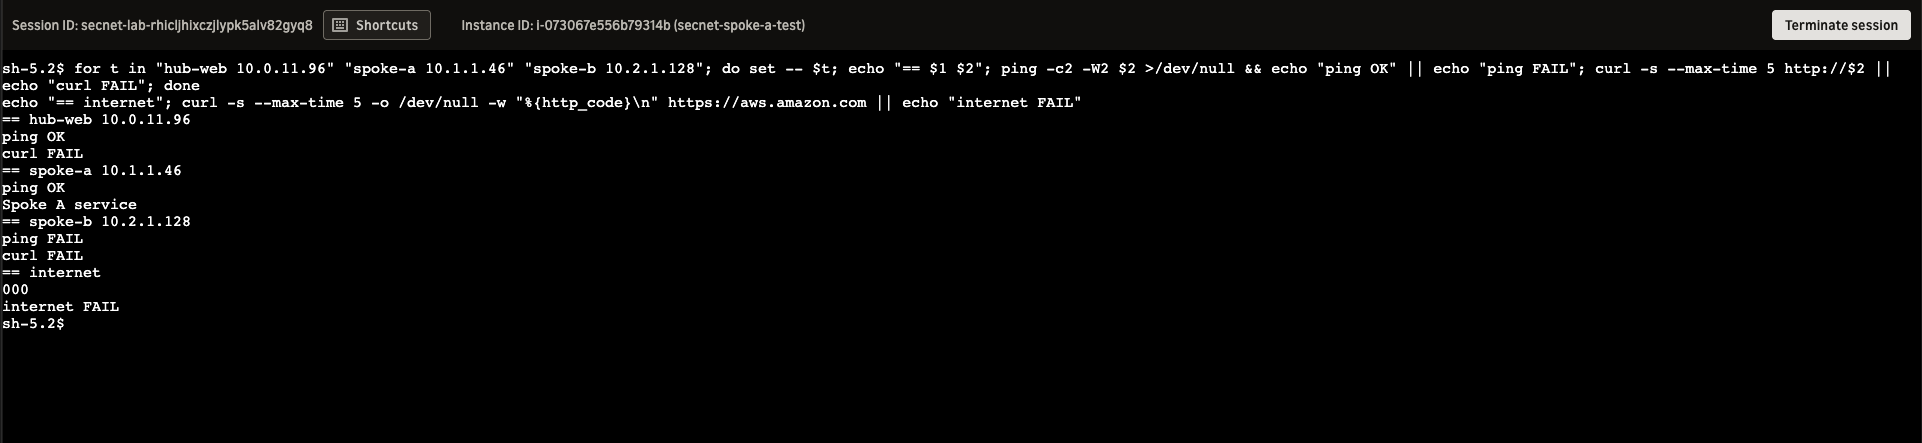 Session ID: secnet-lab-rhicljhixczjlypk5alv82gyq8 Shortcuts Instance ID: i-073067e556b79314b (secnet-spoke-a-test) Terminate session
sh-5.2$ for t in "hub-web 10.0.11.96" "spoke-a 10.1.1.46" "spoke-b 10.2.1.128"; do set -- $t; echo "== $1 $2"; ping -c2 -W2 $2 >/dev/null && echo "ping OK" || echo "ping FAIL"; curl -s --max-time 5 http://$2 ||
echo "curl FAIL"; done
echo "== internet"; curl -s --max-time 5 -o /dev/null -w "%{http_code}\n" https://aws.amazon.com || echo "internet FAIL"
== hub-web 10.0.11.96
ping OK
curl FAIL
== spoke-a 10.1.1.46
ping OK
Spoke A service
== spoke-b 10.2.1.128
ping FAIL
curl FAIL
== internet
000
internet FAIL
sh-5.2$